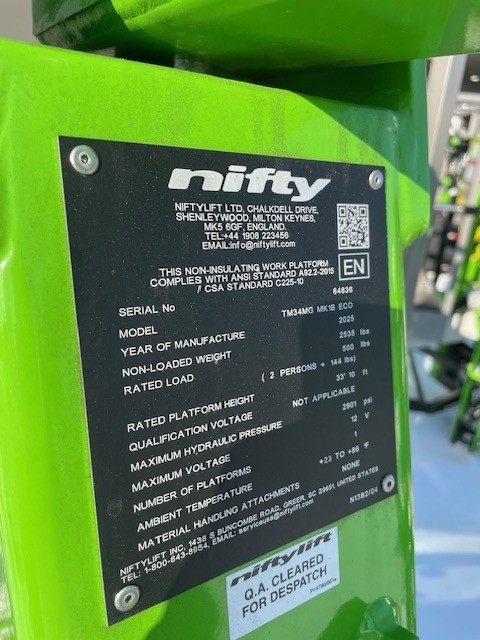 nifty
NIFTYLIFT LTD, CHALKDELL DRIVE,
SHENLEYWOOD, MILTON KEYNES,
MK5 6GF, ENGLAND.
TEL:+44 1908 223456
EMAIL:info@niftylift.com
EN
THIS NON-INSULATING WORK PLATFORM
COMPLIES WITH ANSI STANDARD A92.2-2015
/ CSA STANDARD C225-10
SERIAL No 64836
MODEL TM34MG MK1B ECO
YEAR OF MANUFACTURE 2025
NON-LOADED WEIGHT 2535 lbs
RATED LOAD 500 lbs
( 2 PERSONS + 144 lbs)
RATED PLATFORM HEIGHT 33' 10 ft
QUALIFICATION VOLTAGE NOT APPLICABLE
MAXIMUM HYDRAULIC PRESSURE 2901 psi
MAXIMUM VOLTAGE 12 V
NUMBER OF PLATFORMS 1
AMBIENT TEMPERATURE +23 TO +86 °F
MATERIAL HANDLING ATTACHMENTS NONE
NIFTYLIFT INC, 1438 S BUNCOMBE ROAD, GREER, SC 29651, UNITED STATES
TEL: 1-800-643-8954, EMAIL: serviceusa@niftylift.com
N1382/04
niftylift
Q.A. CLEARED
FOR DESPATCH